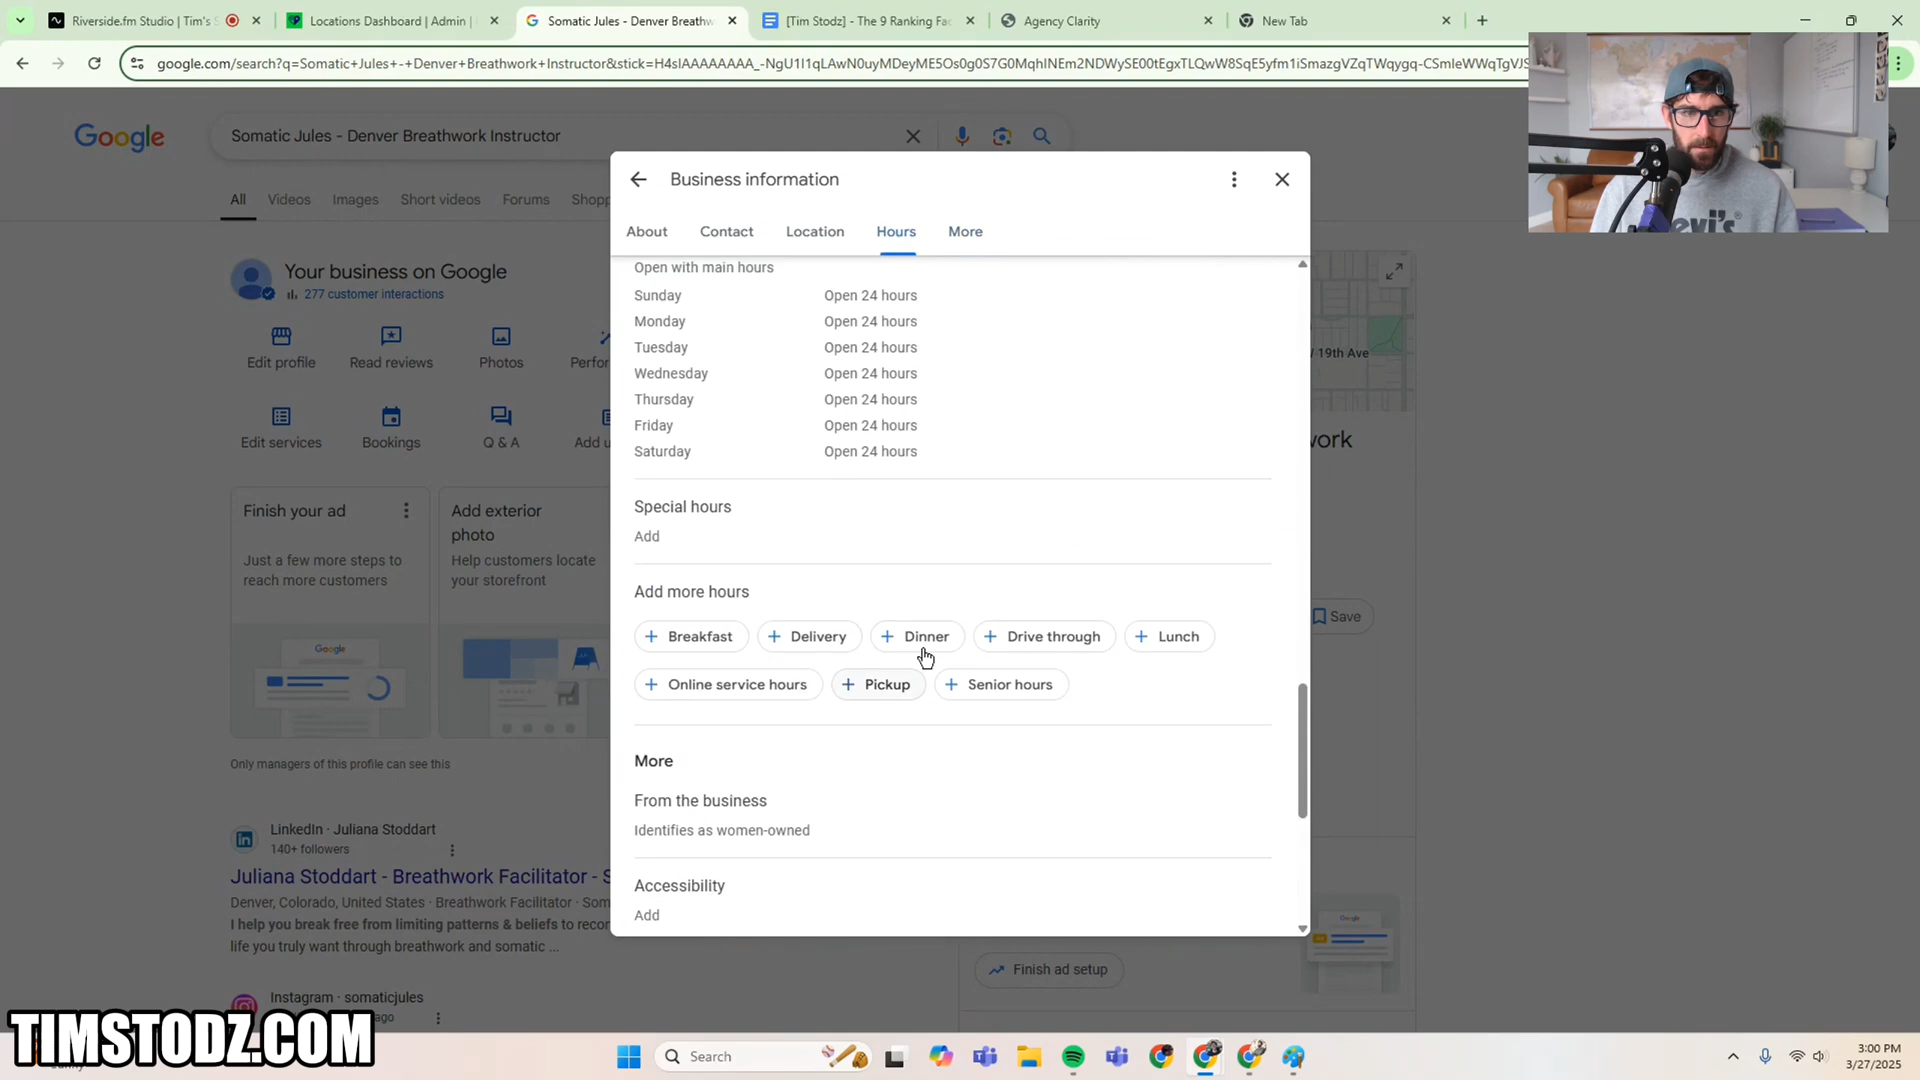 Riverside.fm Studio | Tim's S
Locations Dashboard | Admin |
Somatic Jules - Denver Breathw
[Tim Stodz] - The 9 Ranking Fac
Agency Clarity
New Tab
google.com/search?q=Somatic+Jules+-+Denver+Breathwork+Instructor&stick=
Google
Somatic Jules - Denver Breathwork Instructor
All
Videos
Images
Short videos
Forums
Shopp
Your business on Google
277 customer interactions
Edit profile
Read reviews
Photos
Perfor
Edit services
Bookings
Q & A
Add u
Finish your ad
Just a few more steps to
reach more customers
Add exterior
photo
Help customers locate
your storefront
Google
Only managers of this profile can see this
LinkedIn · Juliana Stoddart
140+ followers
Juliana Stoddart - Breathwork Facilitator - S
Denver, Colorado, United States · Breathwork Facilitator · Som
I help you break free from limiting patterns & beliefs to recon
life you truly want through breathwork and somatic ...
Instagram · somaticjules
ago
Business information
About
Contact
Location
Hours
More
Open with main hours
Sunday Open 24 hours
Monday Open 24 hours
Tuesday Open 24 hours
Wednesday Open 24 hours
Thursday Open 24 hours
Friday Open 24 hours
Saturday Open 24 hours
Special hours
Add
Add more hours
Breakfast
Delivery
Dinner
Drive through
Lunch
Online service hours
Pickup
Senior hours
More
From the business
Identifies as women-owned
Accessibility
Add
19th Ave
work
Save
Google
Finish ad setup
Levi's
TIMSTODZ.COM
Search
3:00 PM
3/27/2025